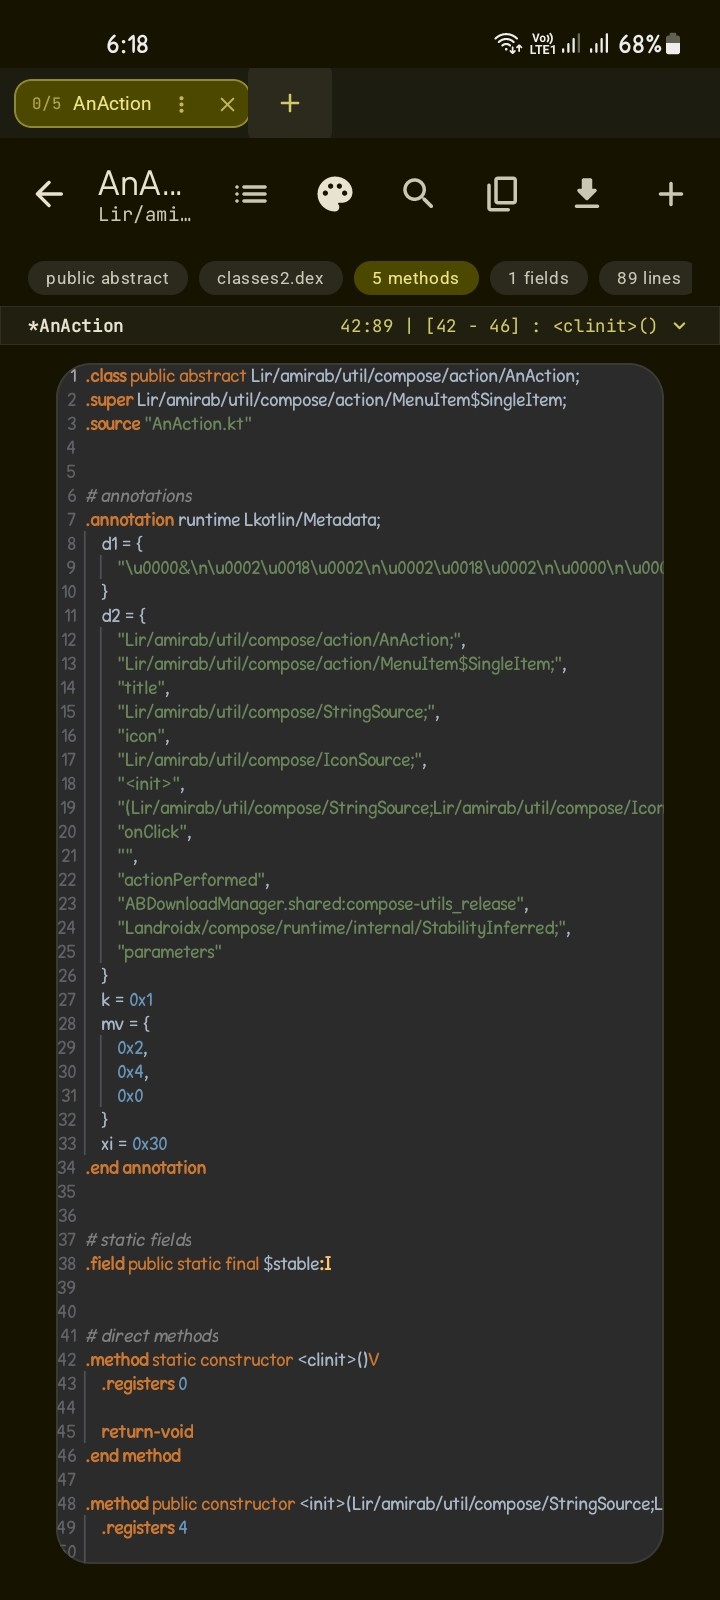 6:18
Vo)) LTE1 68%
0/5 AnAction
AnA...
Lir/ami...
public abstract classes2.dex 5 methods 1 fields 89 lines
*AnAction 42:89 | [42 - 46] : <clinit>()
1 .class public abstract Lir/amirab/util/compose/action/AnAction;
2 .super Lir/amirab/util/compose/action/MenuItem$SingleItem;
3 .source "AnAction.kt"
4
5
6 # annotations
7 .annotation runtime Lkotlin/Metadata;
8 d1 = {
9 "\u0000&\n\u0002\u0018\u0002\n\u0002\u0018\u0002\n\u0000\n\u000
10 }
11 d2 = {
12 "Lir/amirab/util/compose/action/AnAction;",
13 "Lir/amirab/util/compose/action/MenuItem$SingleItem;",
14 "title",
15 "Lir/amirab/util/compose/StringSource;",
16 "icon",
17 "Lir/amirab/util/compose/IconSource;",
18 "<init>",
19 "(Lir/amirab/util/compose/StringSource;Lir/amirab/util/compose/Icon
20 "onClick",
21 "",
22 "actionPerformed",
23 "ABDownloadManager.shared:compose-utils_release",
24 "Landroidx/compose/runtime/internal/StabilityInferred;",
25 "parameters"
26 }
27 k = 0x1
28 mv = {
29 0x2,
30 0x4,
31 0x0
32 }
33 xi = 0x30
34 .end annotation
35
36
37 # static fields
38 .field public static final $stable:I
39
40
41 # direct methods
42 .method static constructor <clinit>()V
43 .registers 0
44
45 return-void
46 .end method
47
48 .method public constructor <init>(Lir/amirab/util/compose/StringSource;L
49 .registers 4
50